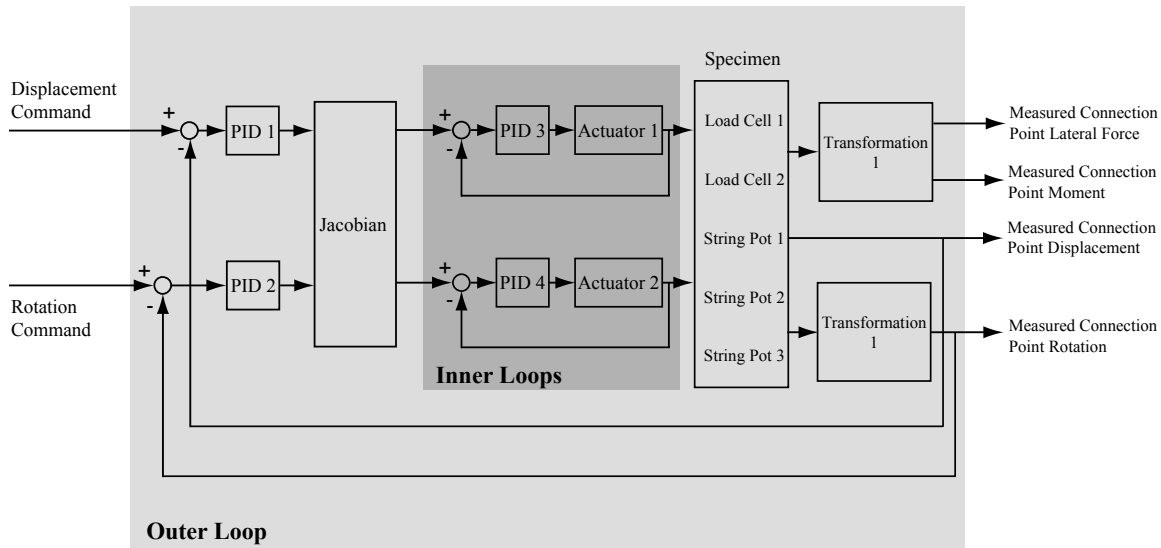 Displacement
Command
+
-
PID 1
Jacobian
+
-
PID 3
Actuator 1
Specimen
Load Cell 1
Load Cell 2
String Pot 1
String Pot 2
String Pot 3
Transformation
1
Measured Connection
Point Lateral Force
Measured Connection
Point Moment
Measured Connection
Point Displacement
+
-
Rotation
Command
PID 2
+
-
PID 4
Actuator 2
Transformation
1
Measured Connection
Point Rotation
Inner Loops
Outer Loop